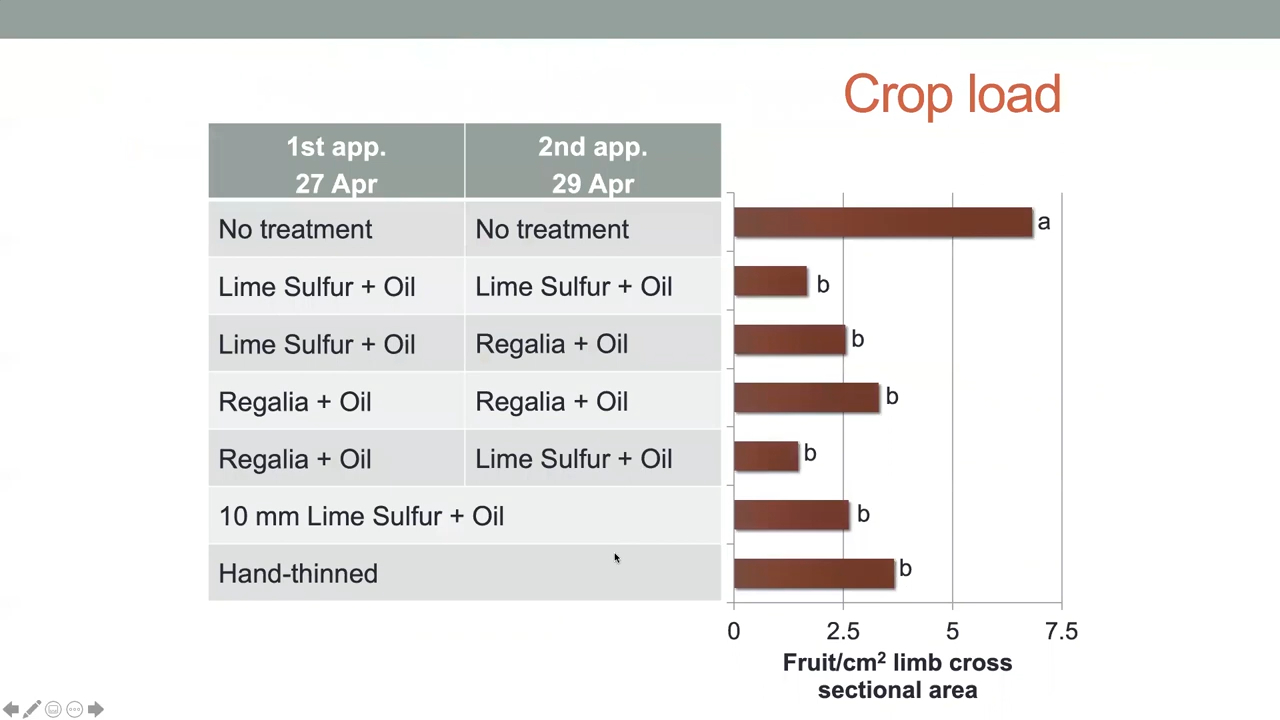 Crop load
1st app.
27 Apr
2nd app.
29 Apr
No treatment
No treatment
a
Lime Sulfur + Oil
Lime Sulfur + Oil
b
Lime Sulfur + Oil
Regalia + Oil
b
Regalia + Oil
Regalia + Oil
b
Regalia + Oil
Lime Sulfur + Oil
b
10 mm Lime Sulfur + Oil
b
Hand-thinned
b
0
2.5
5
7.5
Fruit/cm² limb cross
sectional area